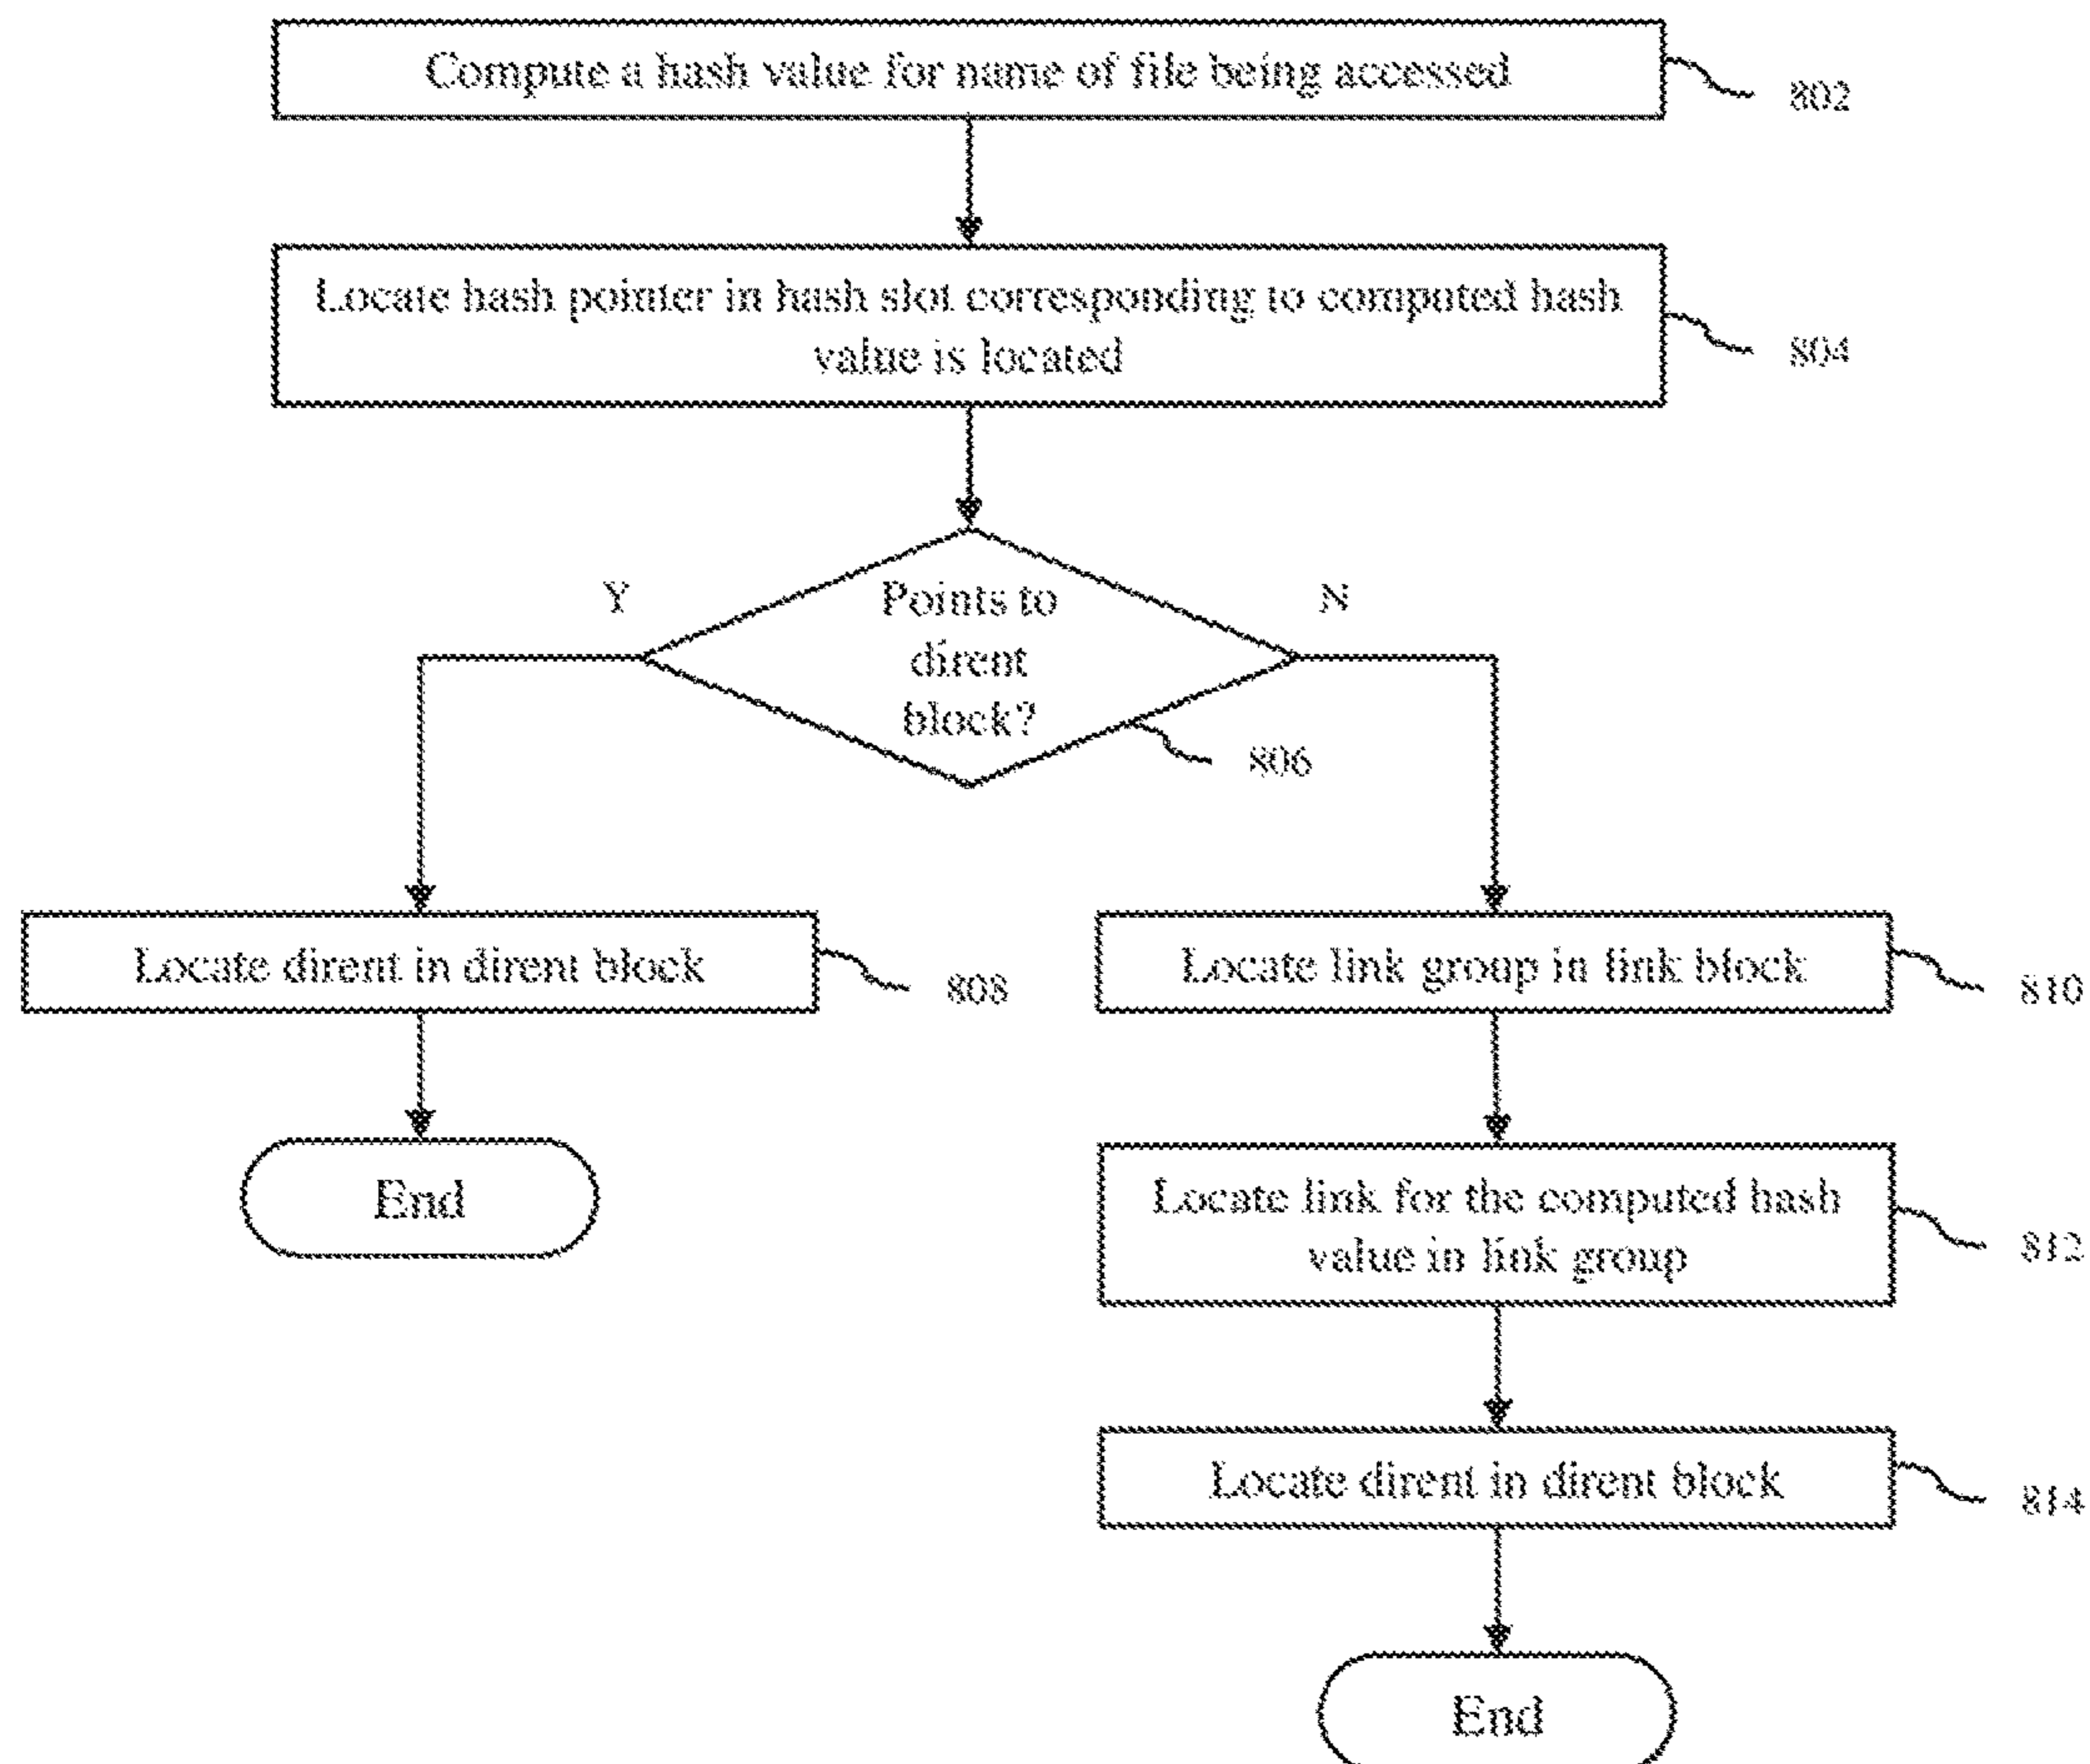 Compute a hash value for name of file being accessed
802
Locate hash pointer in hash slot corresponding to computed hash
value is located
804
Y
N
Points to
dirent
block?
806
Locate dirent in dirent block
808
Locate link group in link block
810
End
Locate link for the computed hash
value in link group
812
Locate dirent in dirent block
814
End